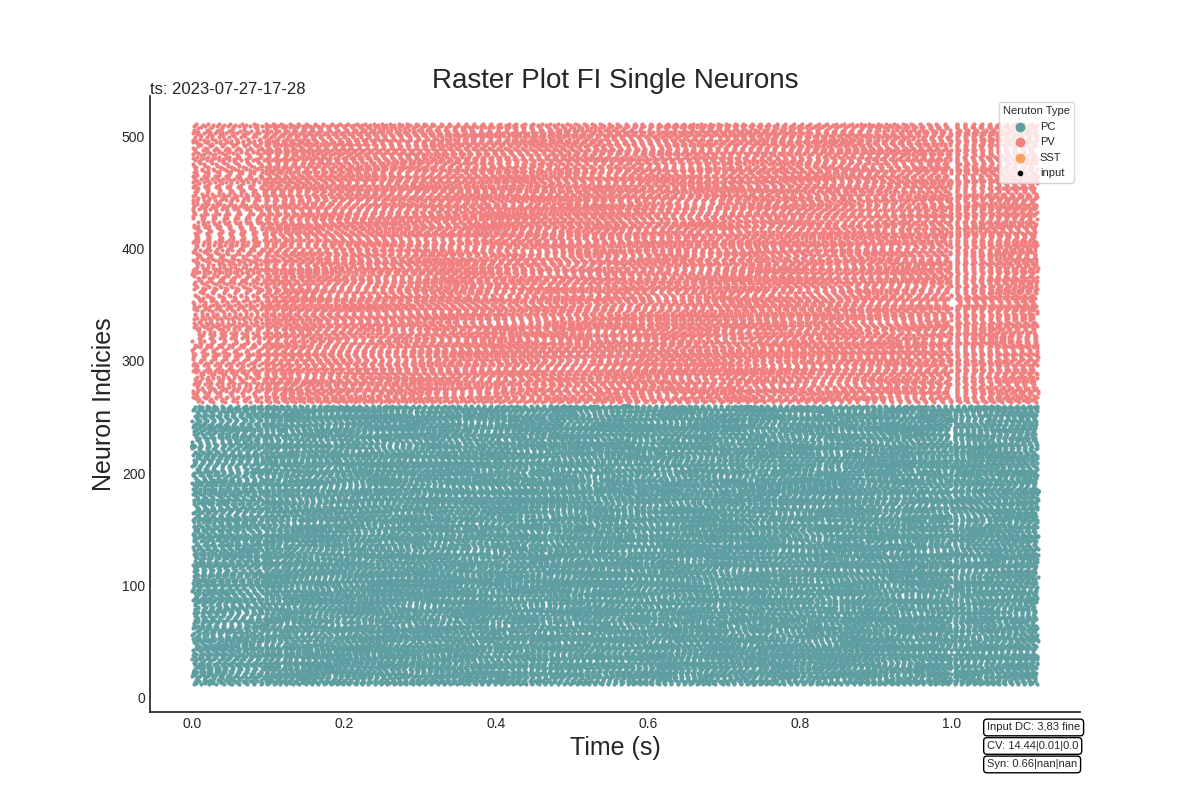 Raster Plot FI Single Neurons
ts: 2023-07-27-17-28
Neruton Type
PC
PV
SST
input
500
400
300
200
100
0
Neuron Indicies
0.0 0.2 0.4 0.6 0.8 1.0
Time (s)
Input DC: 3,83 fine
CV: 14.44|0.01|0.0
Syn: 0.66|nan|nan